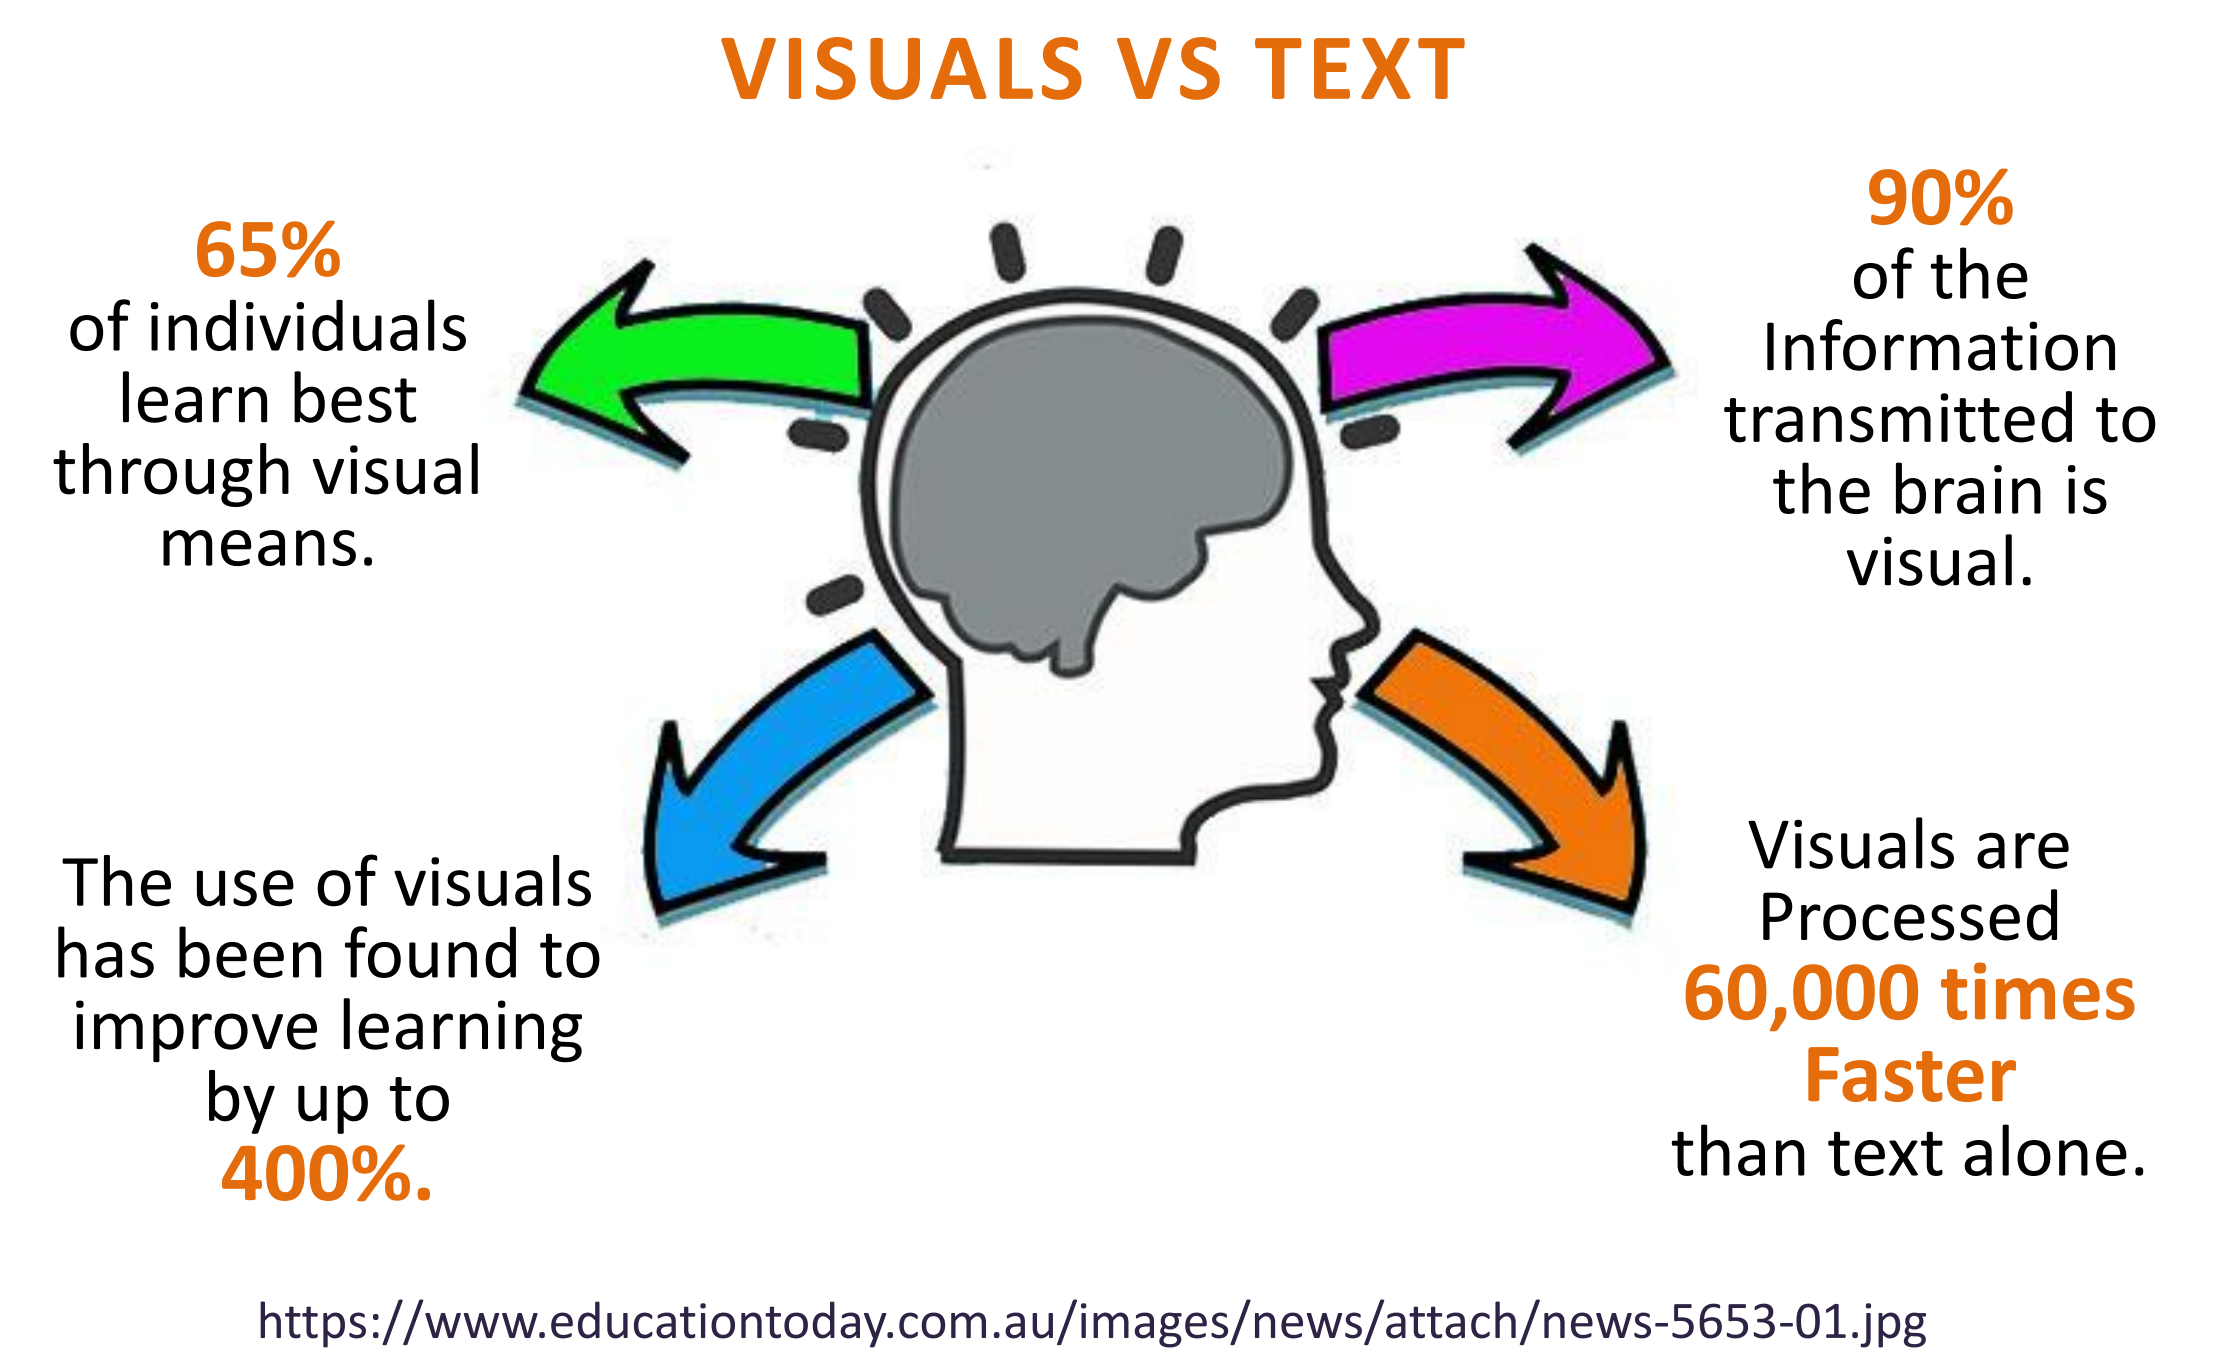 VISUALS VS TEXT
65%
of individuals
learn best
through visual
means.
90%
of the
Information
transmitted to
the brain is
visual.
The use of visuals
has been found to
improve learning
by up to
400%.
Visuals are
Processed
60,000 times
Faster
than text alone.
https://www.educationtoday.com.au/images/news/attach/news-5653-01.jpg